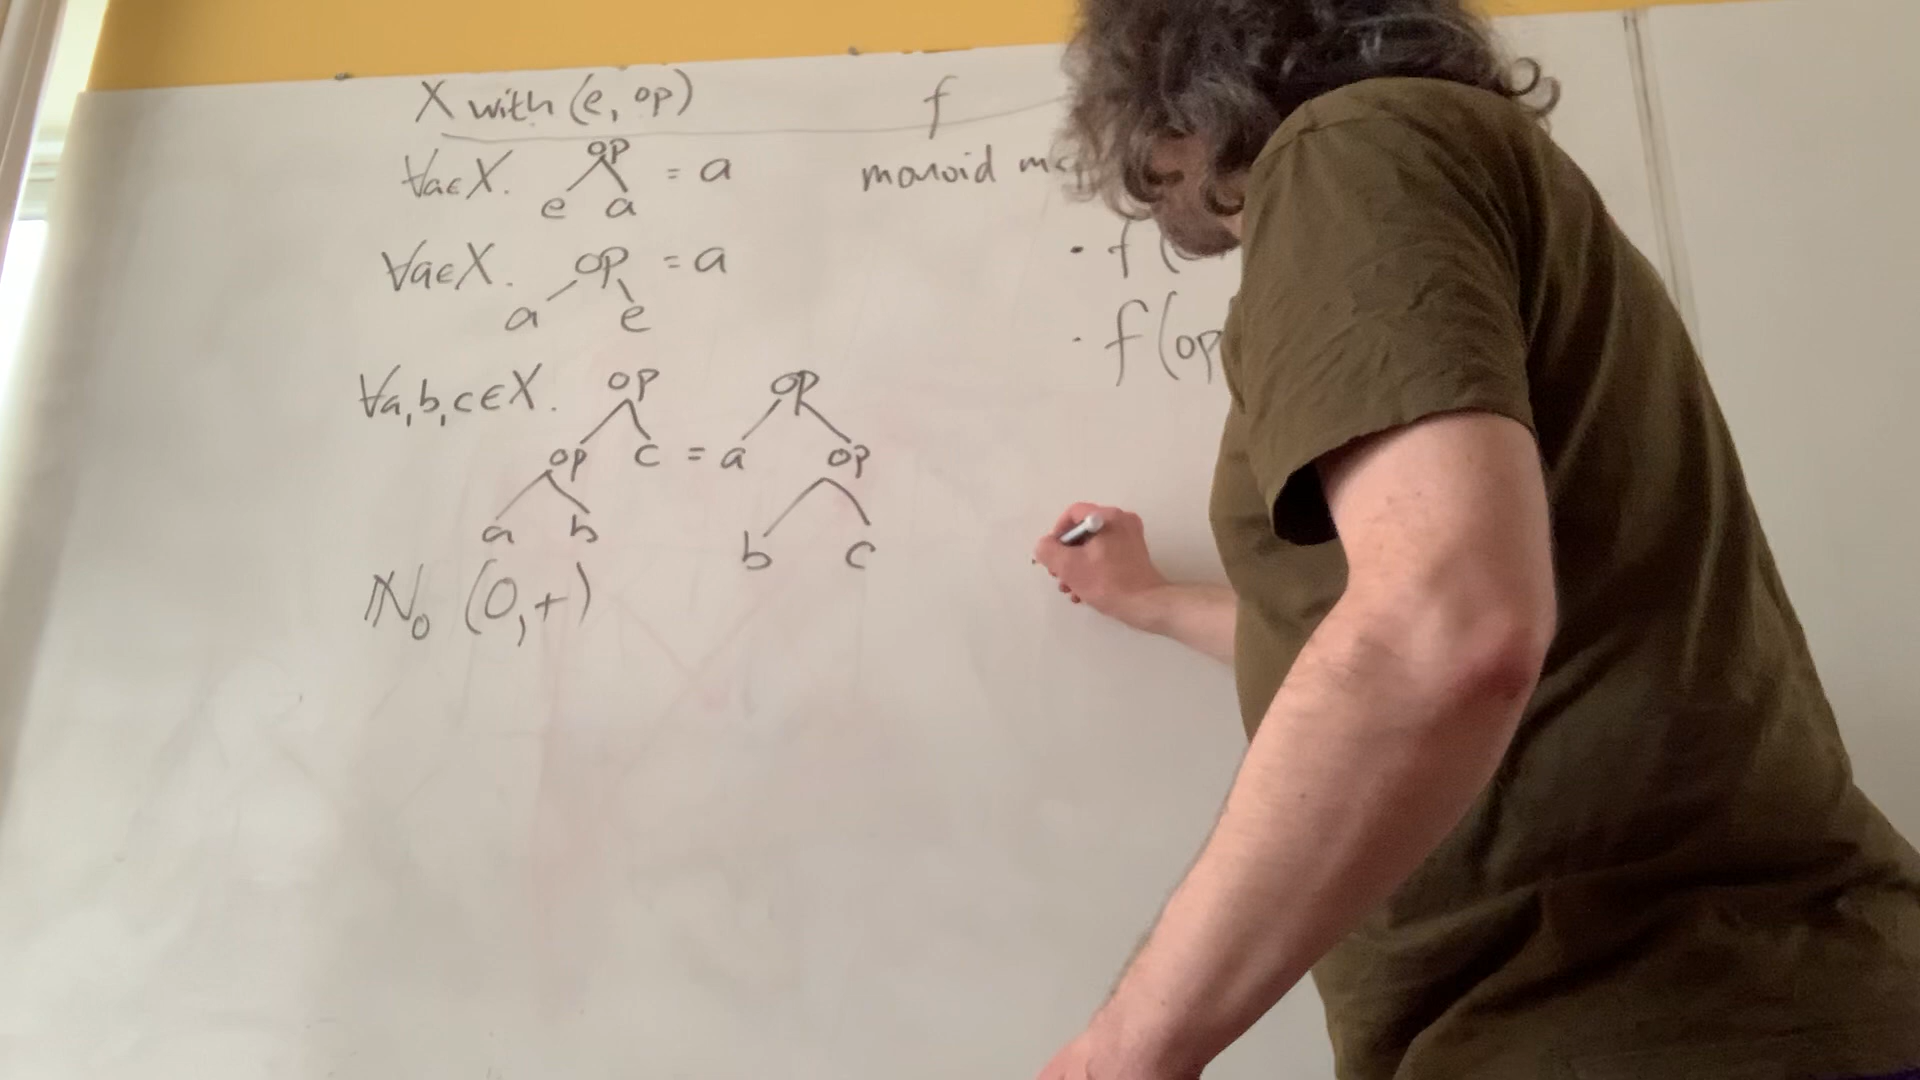 X with (e, op)
∀a∈X. op = a
e a
∀a∈X. op = a
a e
∀a,b,c∈X. op op
op c = a op
a b b c
ℕ₀ (0,+)
f
monoid
· f (
· f(op